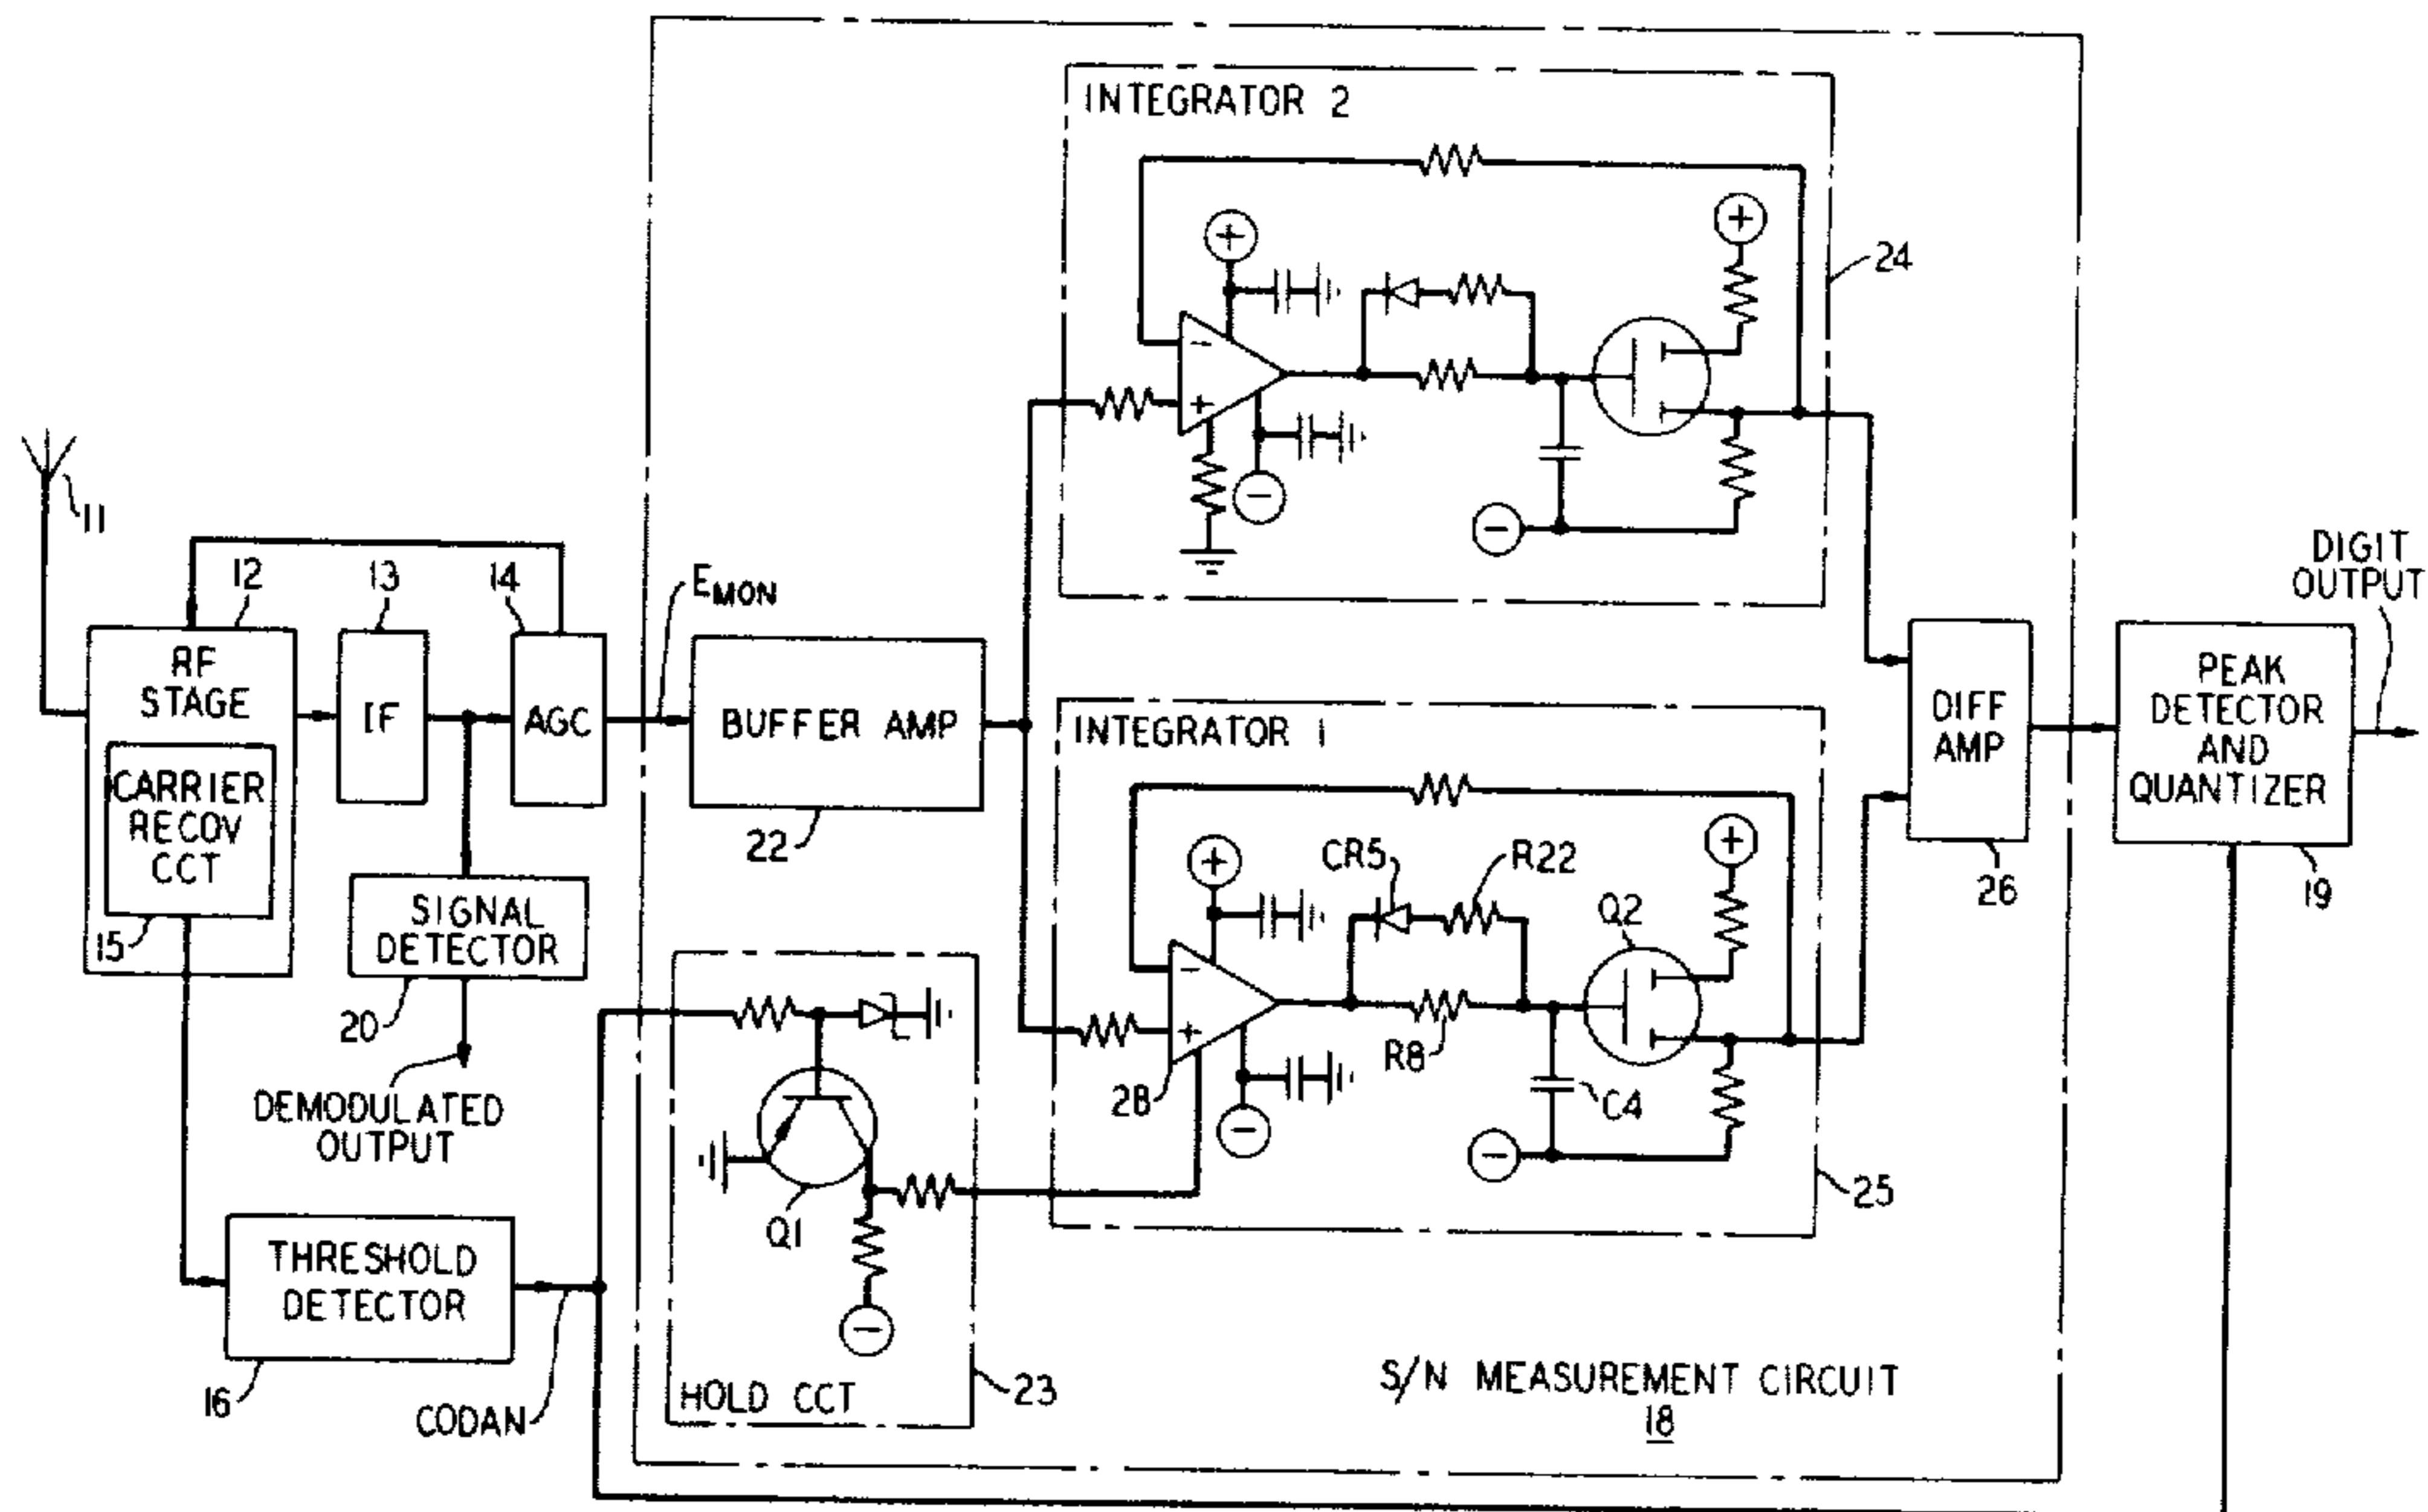 INTEGRATOR 2
+
+
24
-
+
-
-
11
12
13
14
EMON
RF
STAGE
IF
AGC
BUFFER AMP
22
CARRIER
RECOV
CCT
15
SIGNAL
DETECTOR
20
DEMODULATED
OUTPUT
THRESHOLD
DETECTOR
16
CODAN
INTEGRATOR 1
+
+
CR5
R22
Q2
-
+
28
R8
C4
-
-
25
Q1
-
HOLD CCT
23
DIFF
AMP
26
DIGIT
OUTPUT
PEAK
DETECTOR
AND
QUANTIZER
19
S/N MEASUREMENT CIRCUIT
18